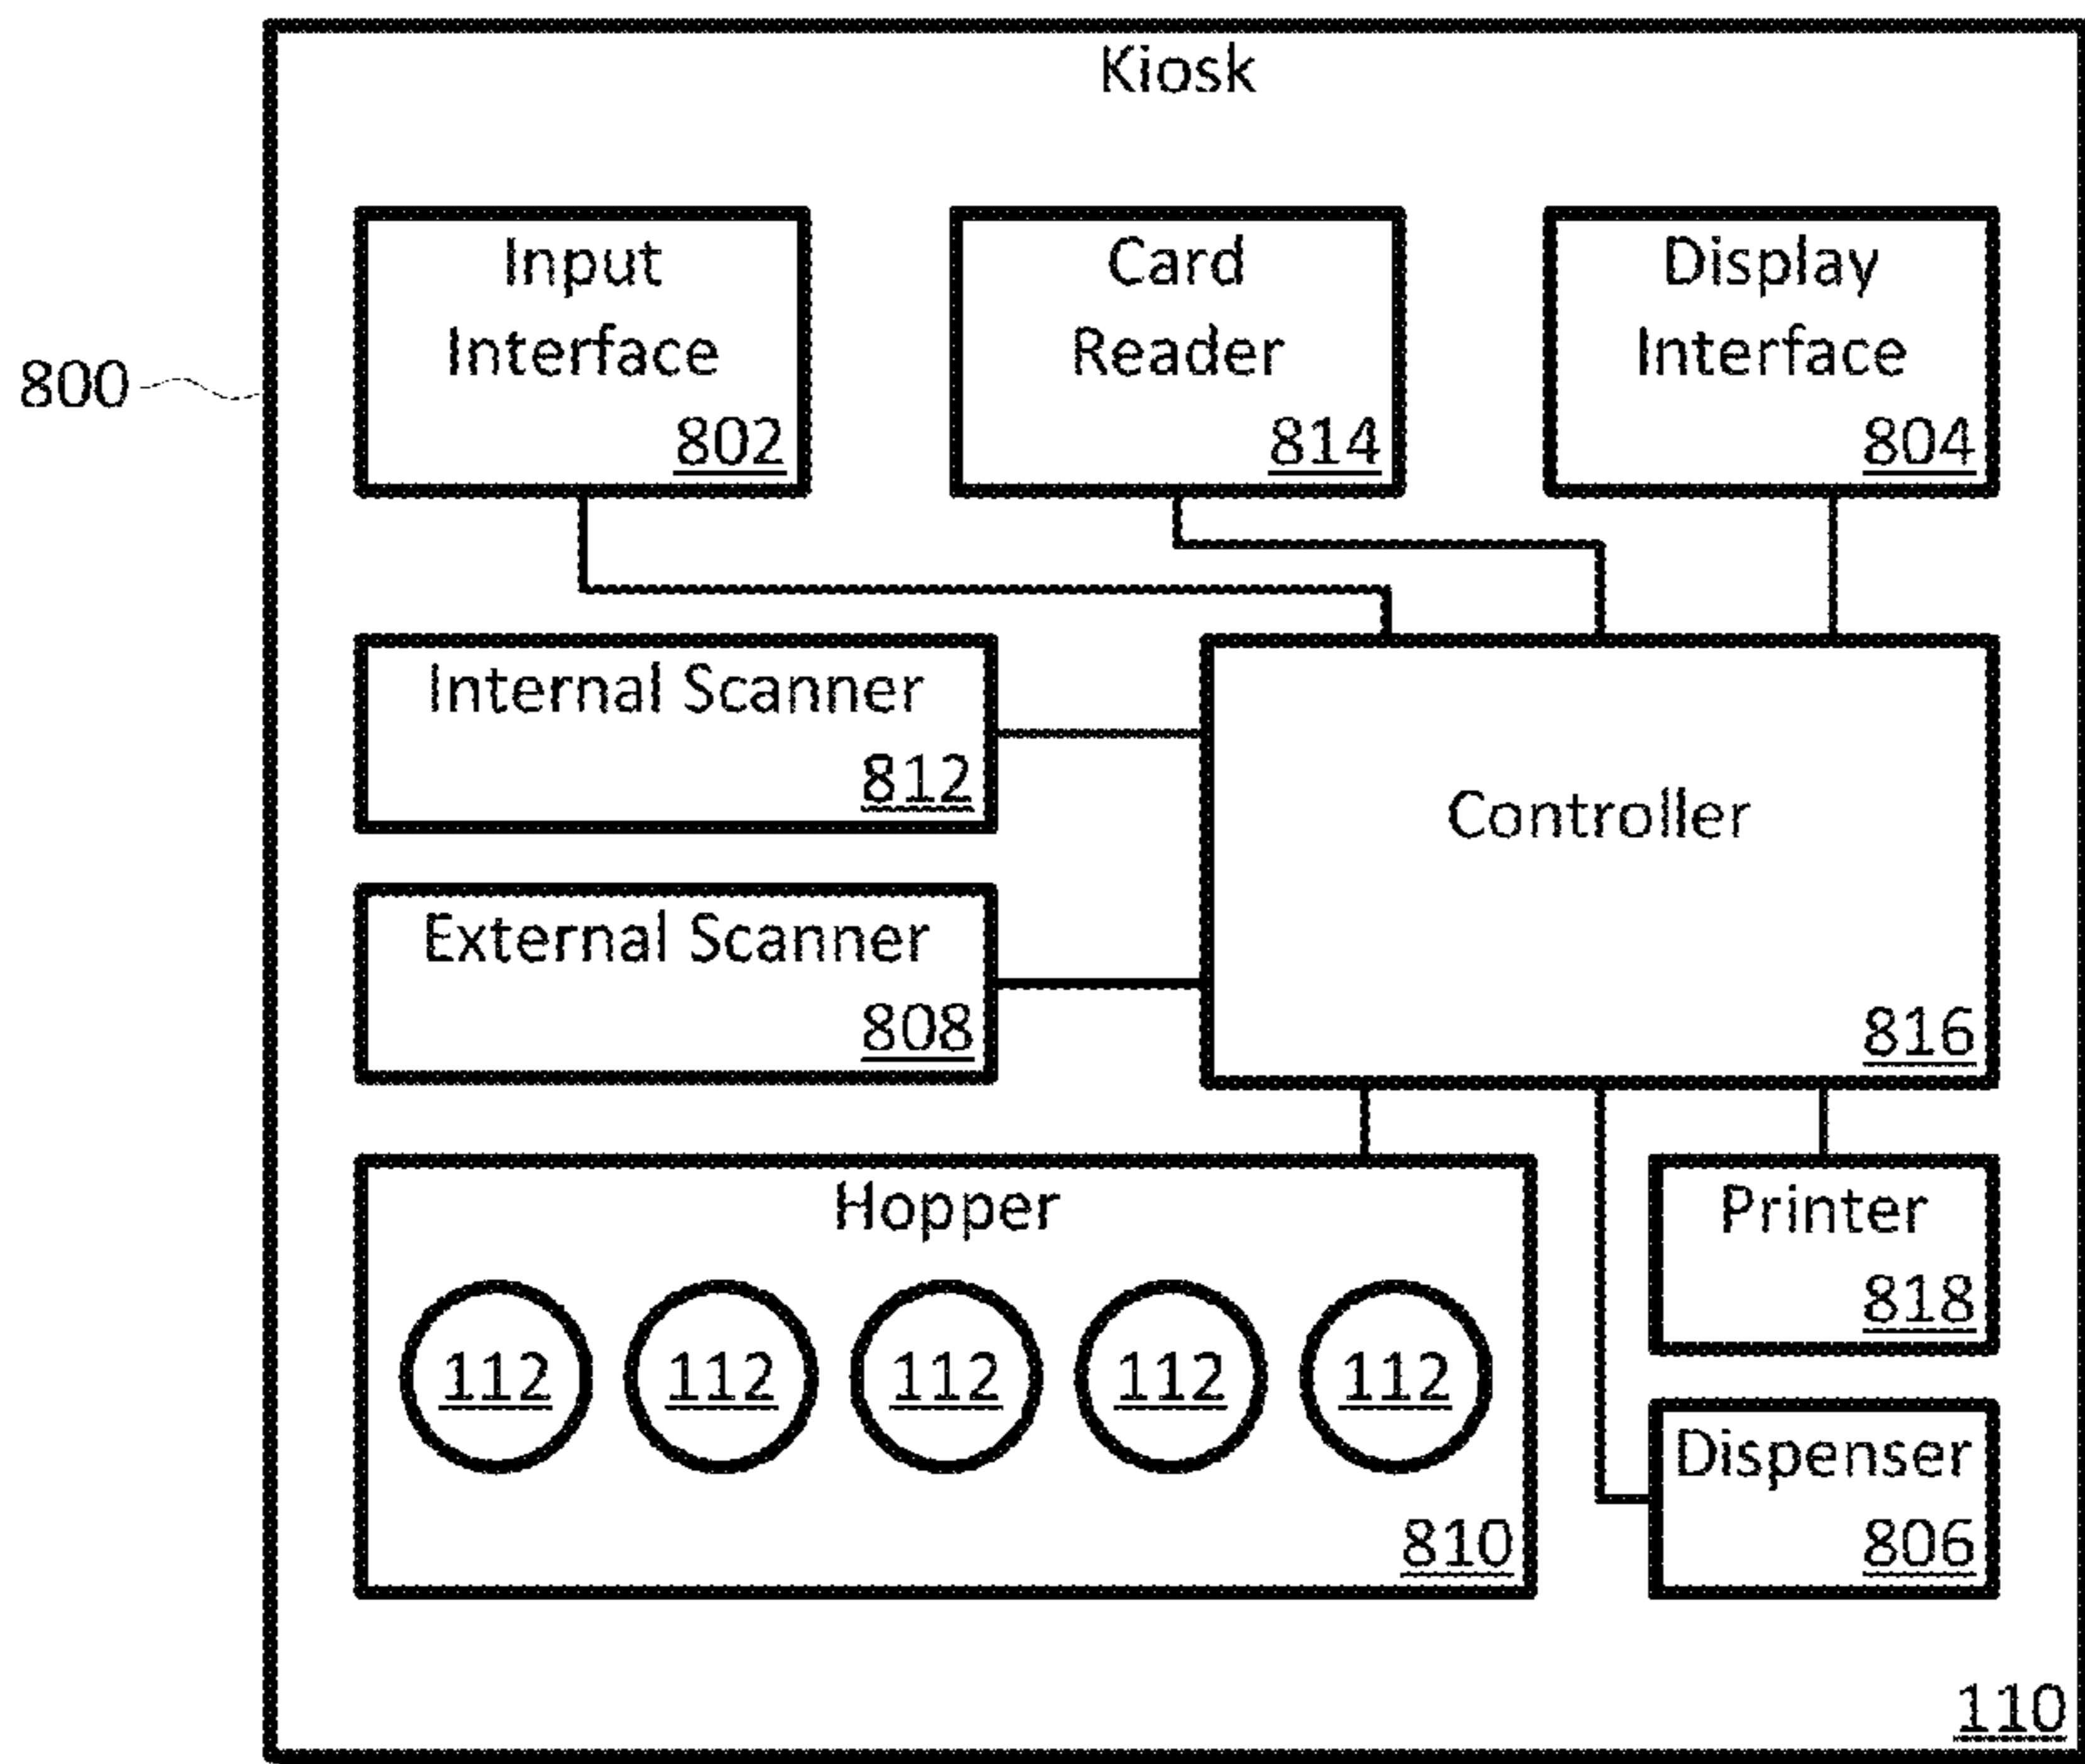 Kiosk
Input
Interface
802
Card
Reader
814
Display
Interface
804
800
Internal Scanner
812
External Scanner
808
Controller
816
Hopper
112 112 112 112 112
810
Printer
818
Dispenser
806
110